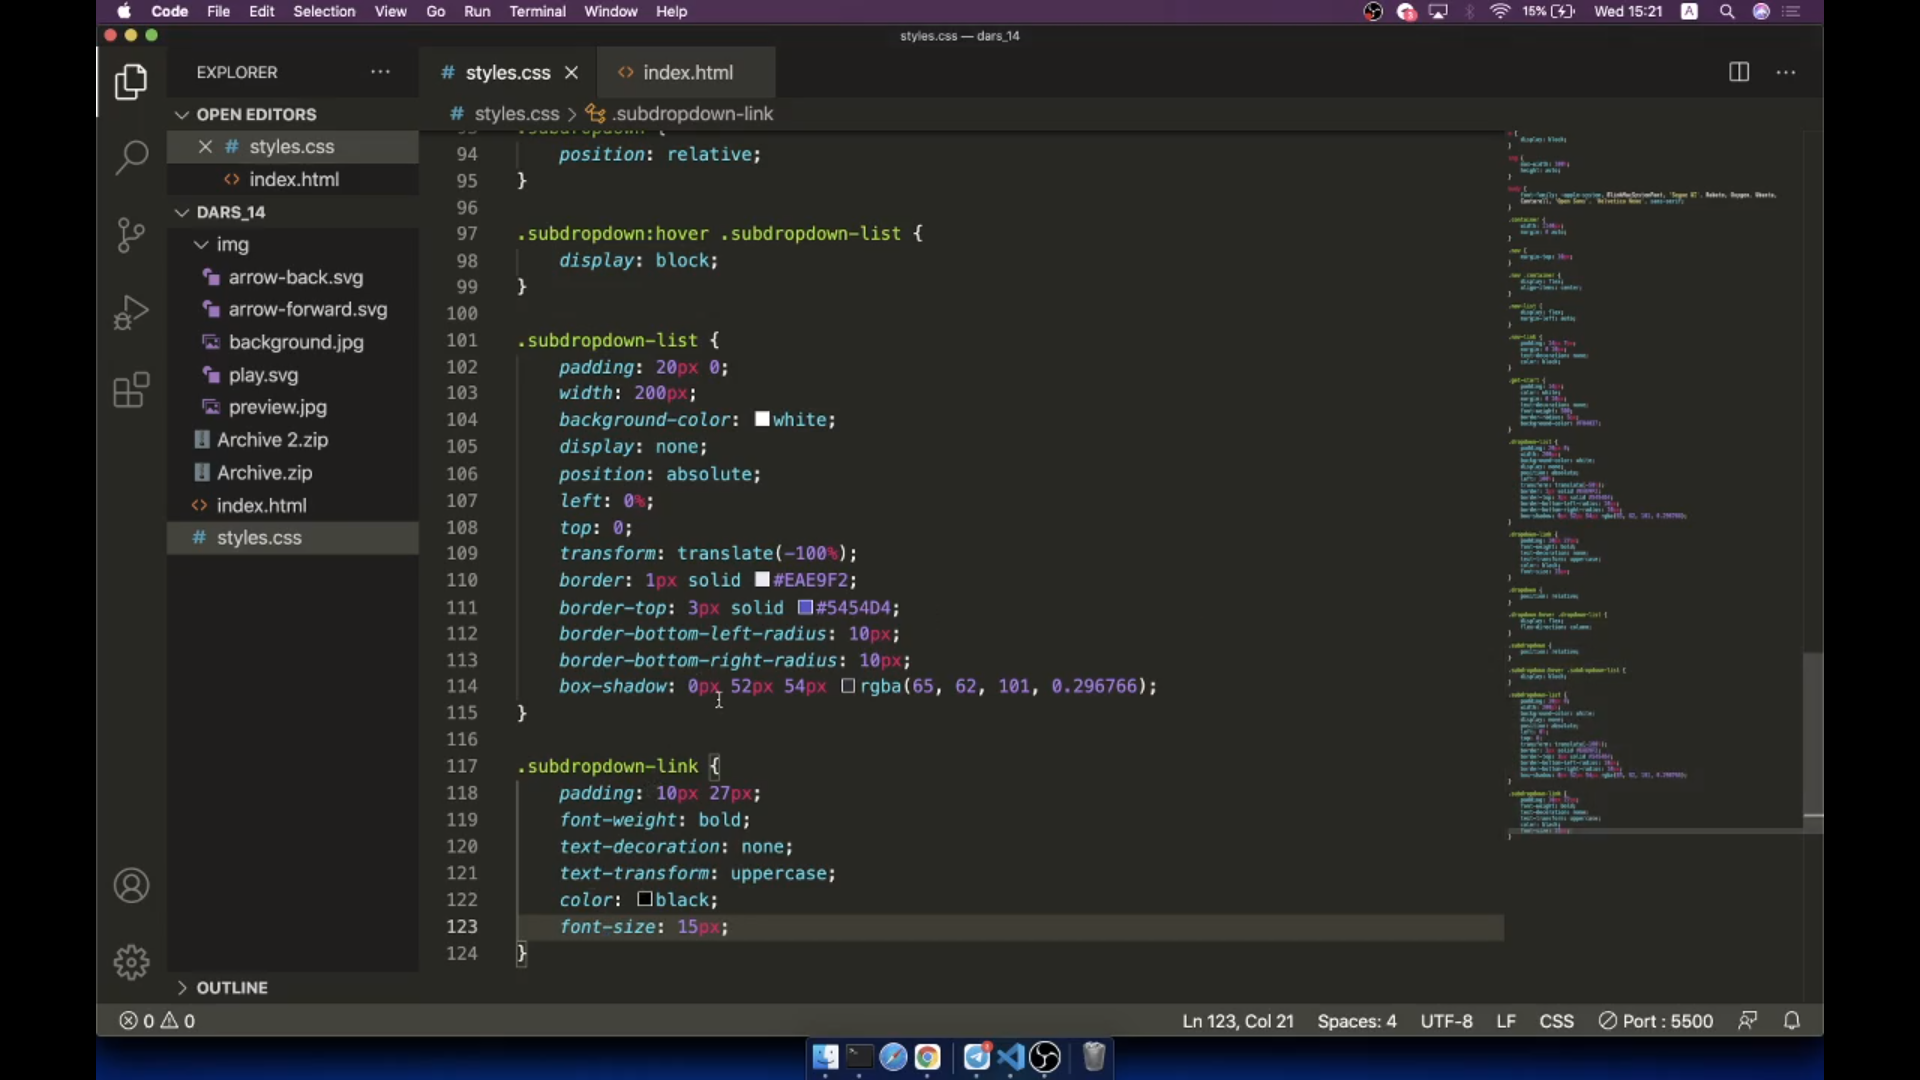 Code File Edit Selection View Go Run Terminal Window Help 15% Wed 15:21 A
styles.css — dars_14
EXPLORER
OPEN EDITORS
styles.css
index.html
DARS_14
img
arrow-back.svg
arrow-forward.svg
background.jpg
play.svg
preview.jpg
Archive 2.zip
Archive.zip
index.html
styles.css
OUTLINE
# styles.css index.html
# styles.css > .subdropdown-link
.subdropdown {
94 position: relative;
95 }
96
97 .subdropdown:hover .subdropdown-list {
98 display: block;
99 }
100
101 .subdropdown-list {
102 padding: 20px 0;
103 width: 200px;
104 background-color: white;
105 display: none;
106 position: absolute;
107 left: 0%;
108 top: 0;
109 transform: translate(-100%);
110 border: 1px solid #EAE9F2;
111 border-top: 3px solid #5454D4;
112 border-bottom-left-radius: 10px;
113 border-bottom-right-radius: 10px;
114 box-shadow: 0px 52px 54px rgba(65, 62, 101, 0.296766);
115 }
116
117 .subdropdown-link {
118 padding: 10px 27px;
119 font-weight: bold;
120 text-decoration: none;
121 text-transform: uppercase;
122 color: black;
123 font-size: 15px;
124 }
0 0 Ln 123, Col 21 Spaces: 4 UTF-8 LF CSS Port : 5500